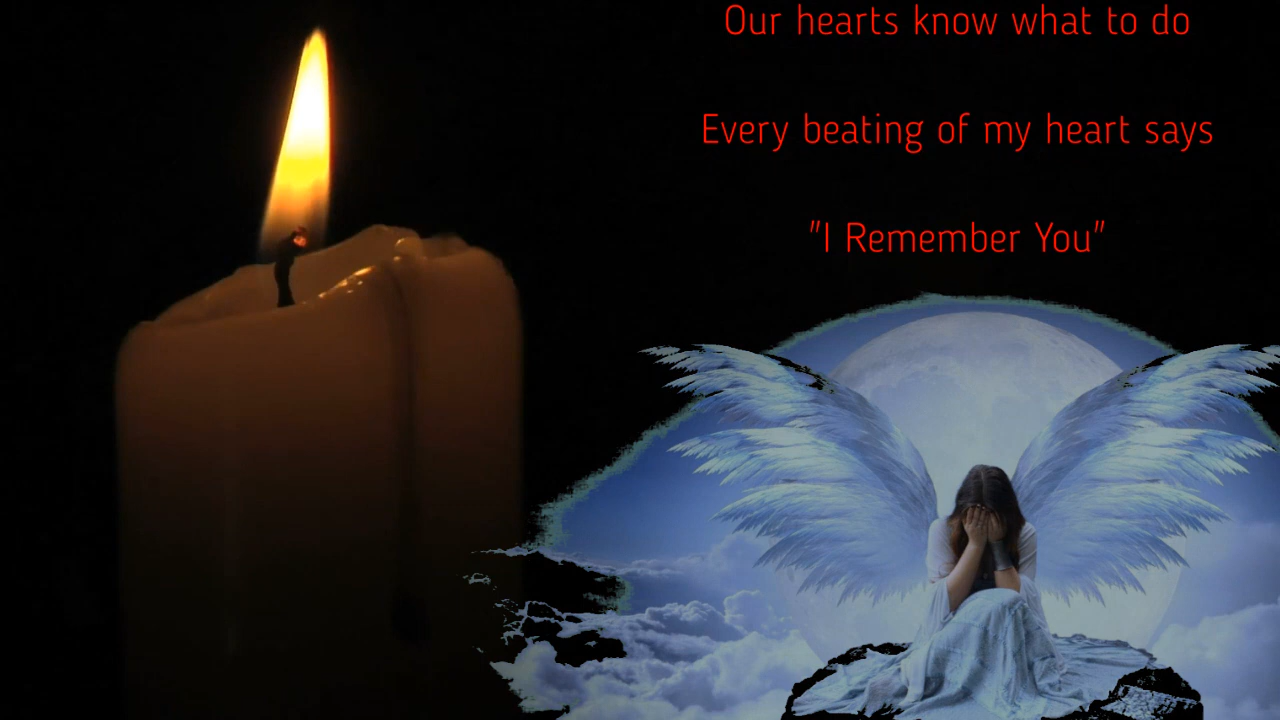 Our hearts know what to do
Every beating of my heart says
"I Remember You"